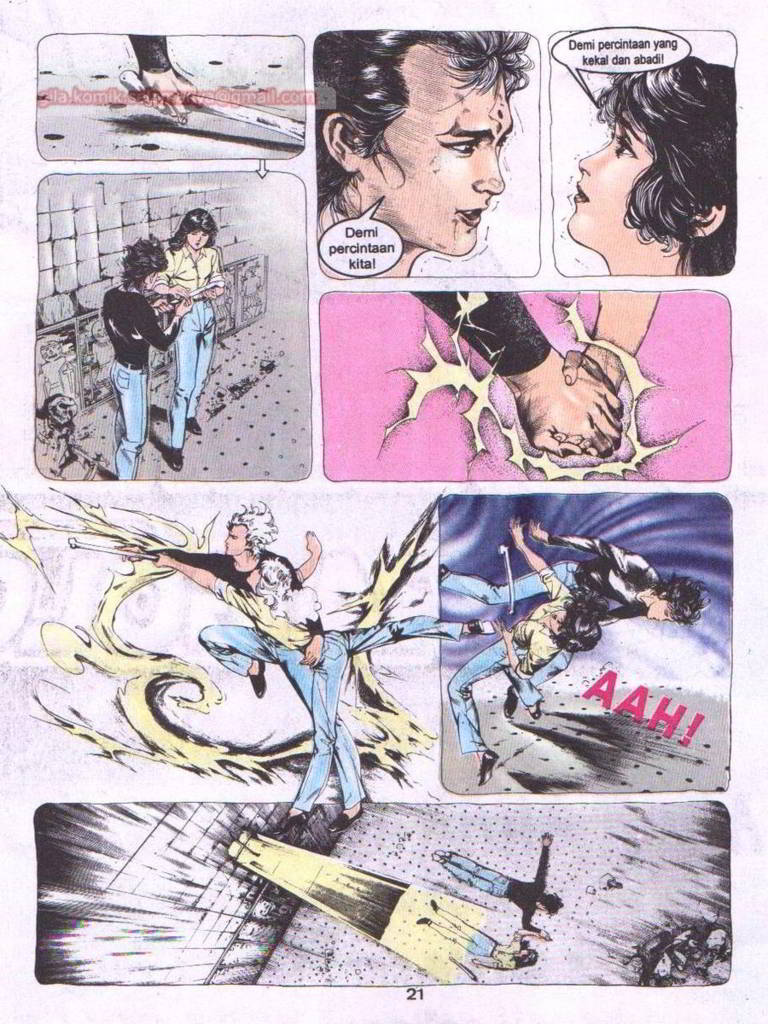 Demi
percintaan
kita!
Demi percintaan yang
kekal dan abadi!
AAH!
21